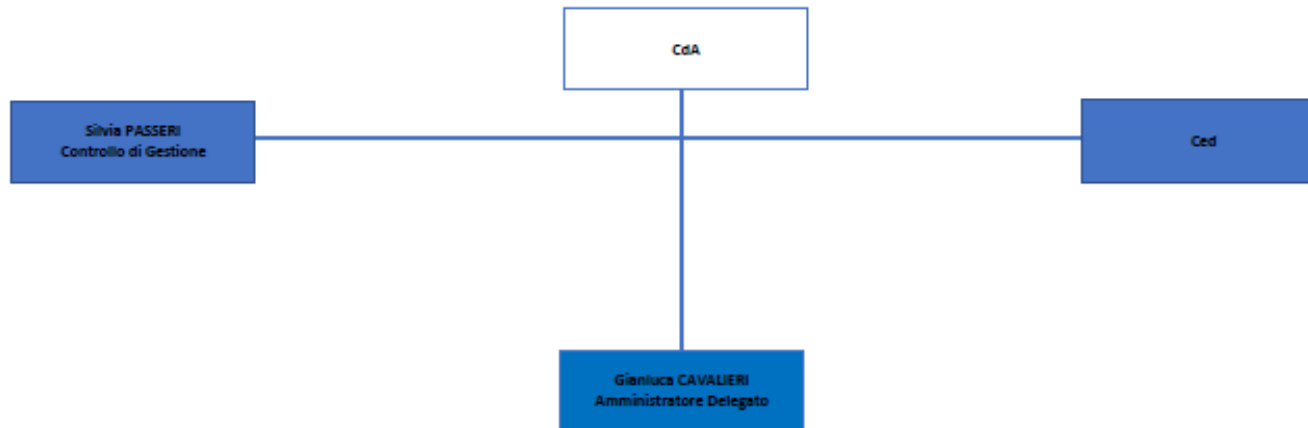 CdA
Silvia PASSERI
Controllo di Gestione
Ced
Gianluca CAVALIERI
Amministratore Delegato